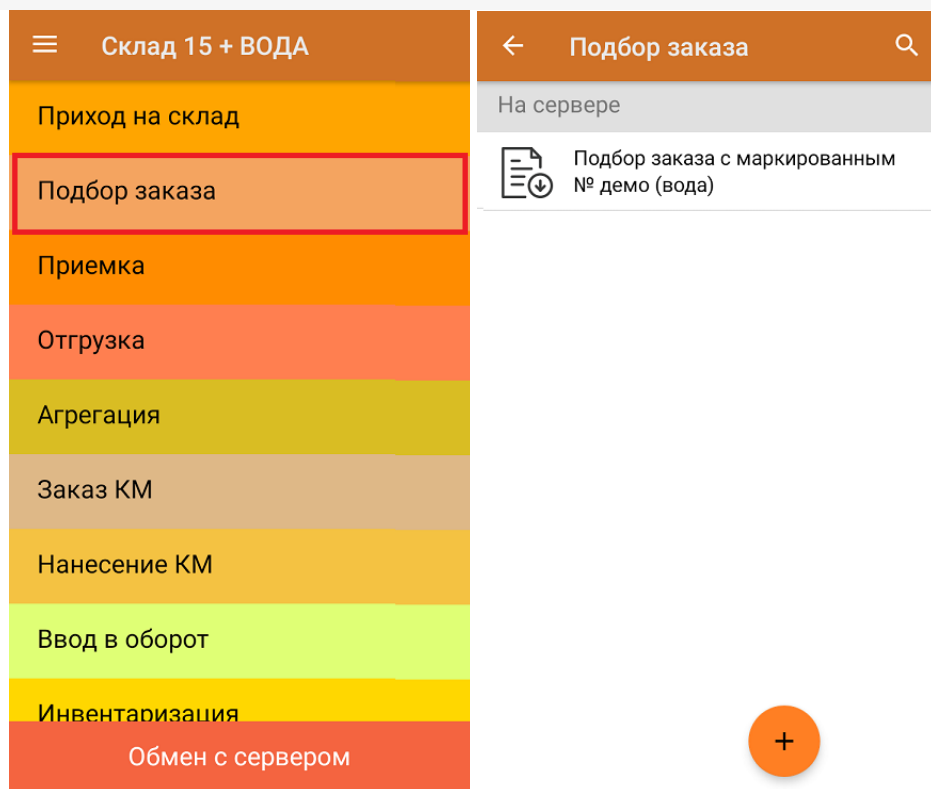 Склад 15 + ВОДА
Приход на склад
Подбор заказа
Приемка
Отгрузка
Агрегация
Заказ КМ
Нанесение КМ
Ввод в оборот
Инвентаризация
Обмен с сервером
Подбор заказа
На сервере
Подбор заказа с маркированным
№ демо (вода)
+